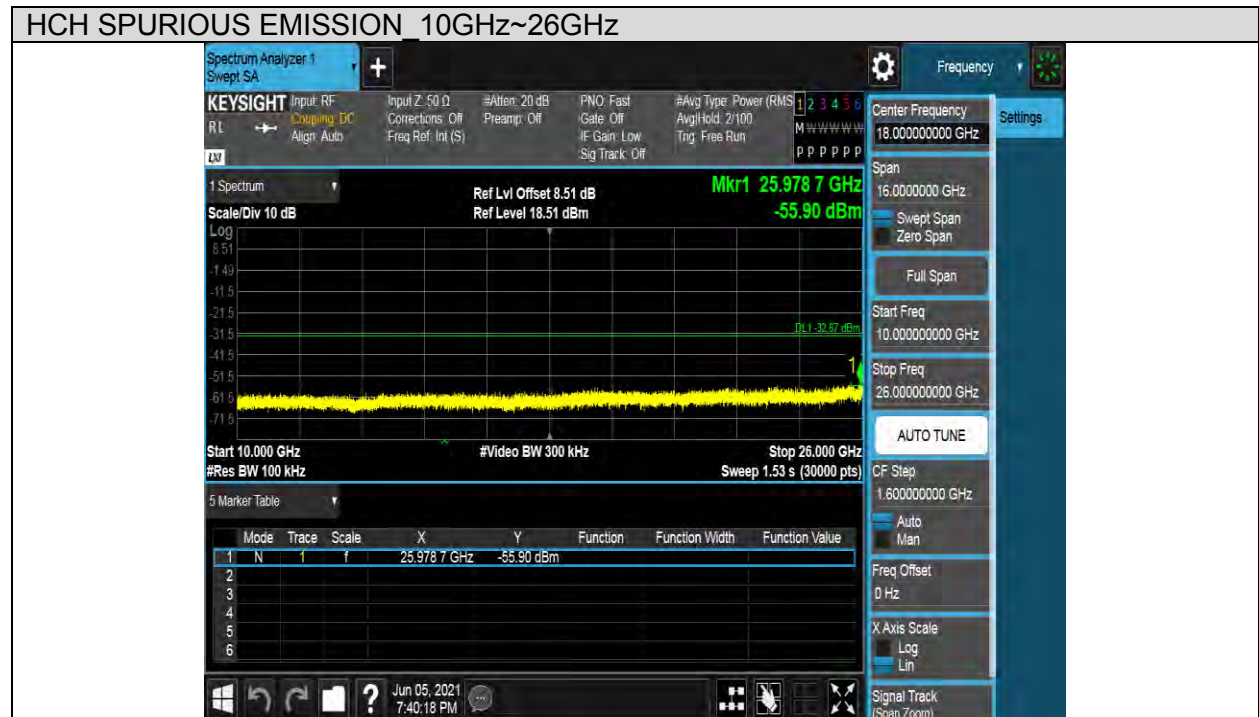 HCH SPURIOUS EMISSION_10GHz~26GHz
Spectrum Analyzer 1
Swept SA
+
Frequency
KEYSIGHT
RL
LXI
Input: RF
Coupling: DC
Align: Auto
Input Z: 50 Ω
Corrections: Off
Freq Ref: Int (S)
#Atten: 20 dB
Preamp: Off
PNO: Fast
Gate: Off
IF Gain: Low
Sig Track: Off
#Avg Type: Power (RMS
Avg|Hold: 2/100
Trig: Free Run
1 2 3 4 5 6
M W W W W W
P P P P P P
1 Spectrum
Scale/Div 10 dB
Ref Lvl Offset 8.51 dB
Ref Level 18.51 dBm
Mkr1 25.978 7 GHz
-55.90 dBm
Log
8.51
-1.49
-11.5
-21.5
-31.5
-41.5
-51.5
-61.5
-71.5
DL1 -32.67 dBm
1
Start 10.000 GHz
#Res BW 100 kHz
#Video BW 300 kHz
Stop 26.000 GHz
Sweep 1.53 s (30000 pts)
5 Marker Table
Mode Trace Scale X Y Function Function Width Function Value
1 N 1 f 25.978 7 GHz -55.90 dBm
2
3
4
5
6
?
Jun 05, 2021
7:40:18 PM
Center Frequency
18.000000000 GHz
Settings
Span
16.0000000 GHz
Swept Span
Zero Span
Full Span
Start Freq
10.000000000 GHz
Stop Freq
26.000000000 GHz
AUTO TUNE
CF Step
1.600000000 GHz
Auto
Man
Freq Offset
0 Hz
X Axis Scale
Log
Lin
Signal Track
(Span Zoom)